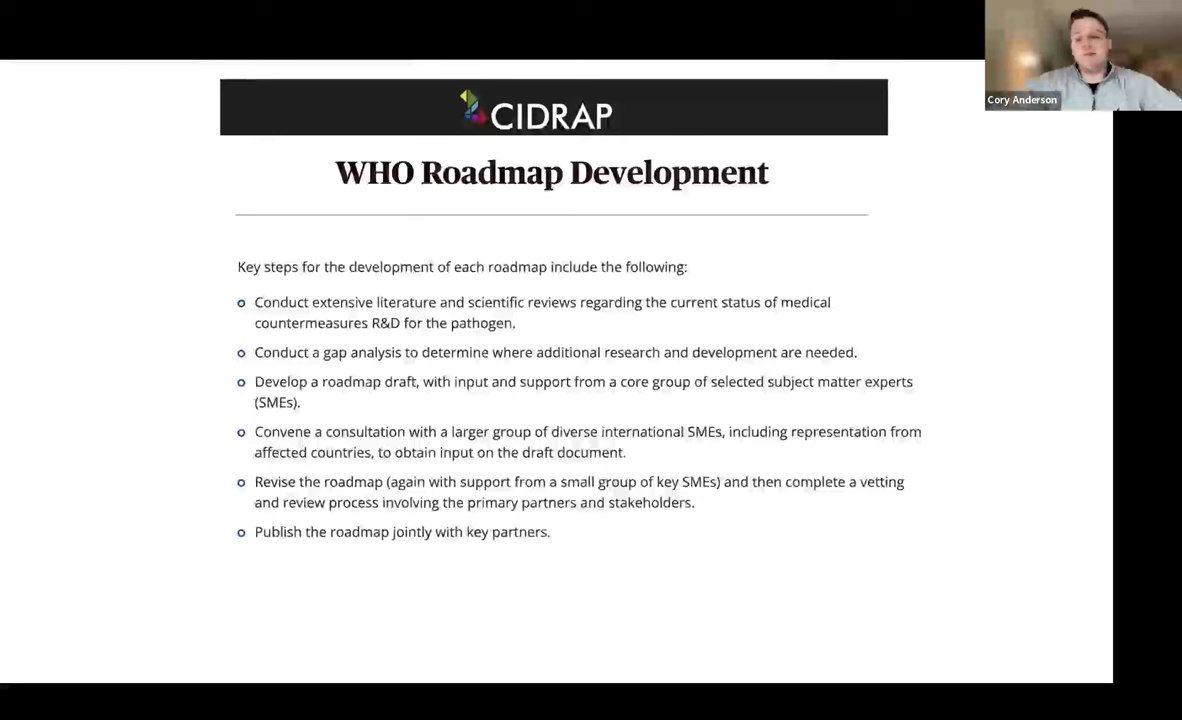 Cory Anderson
CIDRAP
WHO Roadmap Development
Key steps for the development of each roadmap include the following:
Conduct extensive literature and scientific reviews regarding the current status of medical
countermeasures R&D for the pathogen.
Conduct a gap analysis to determine where additional research and development are needed.
Develop a roadmap draft, with input and support from a core group of selected subject matter experts
(SMEs).
Convene a consultation with a larger group of diverse international SMEs, including representation from
affected countries, to obtain input on the draft document.
Revise the roadmap (again with support from a small group of key SMEs) and then complete a vetting
and review process involving the primary partners and stakeholders.
Publish the roadmap jointly with key partners.